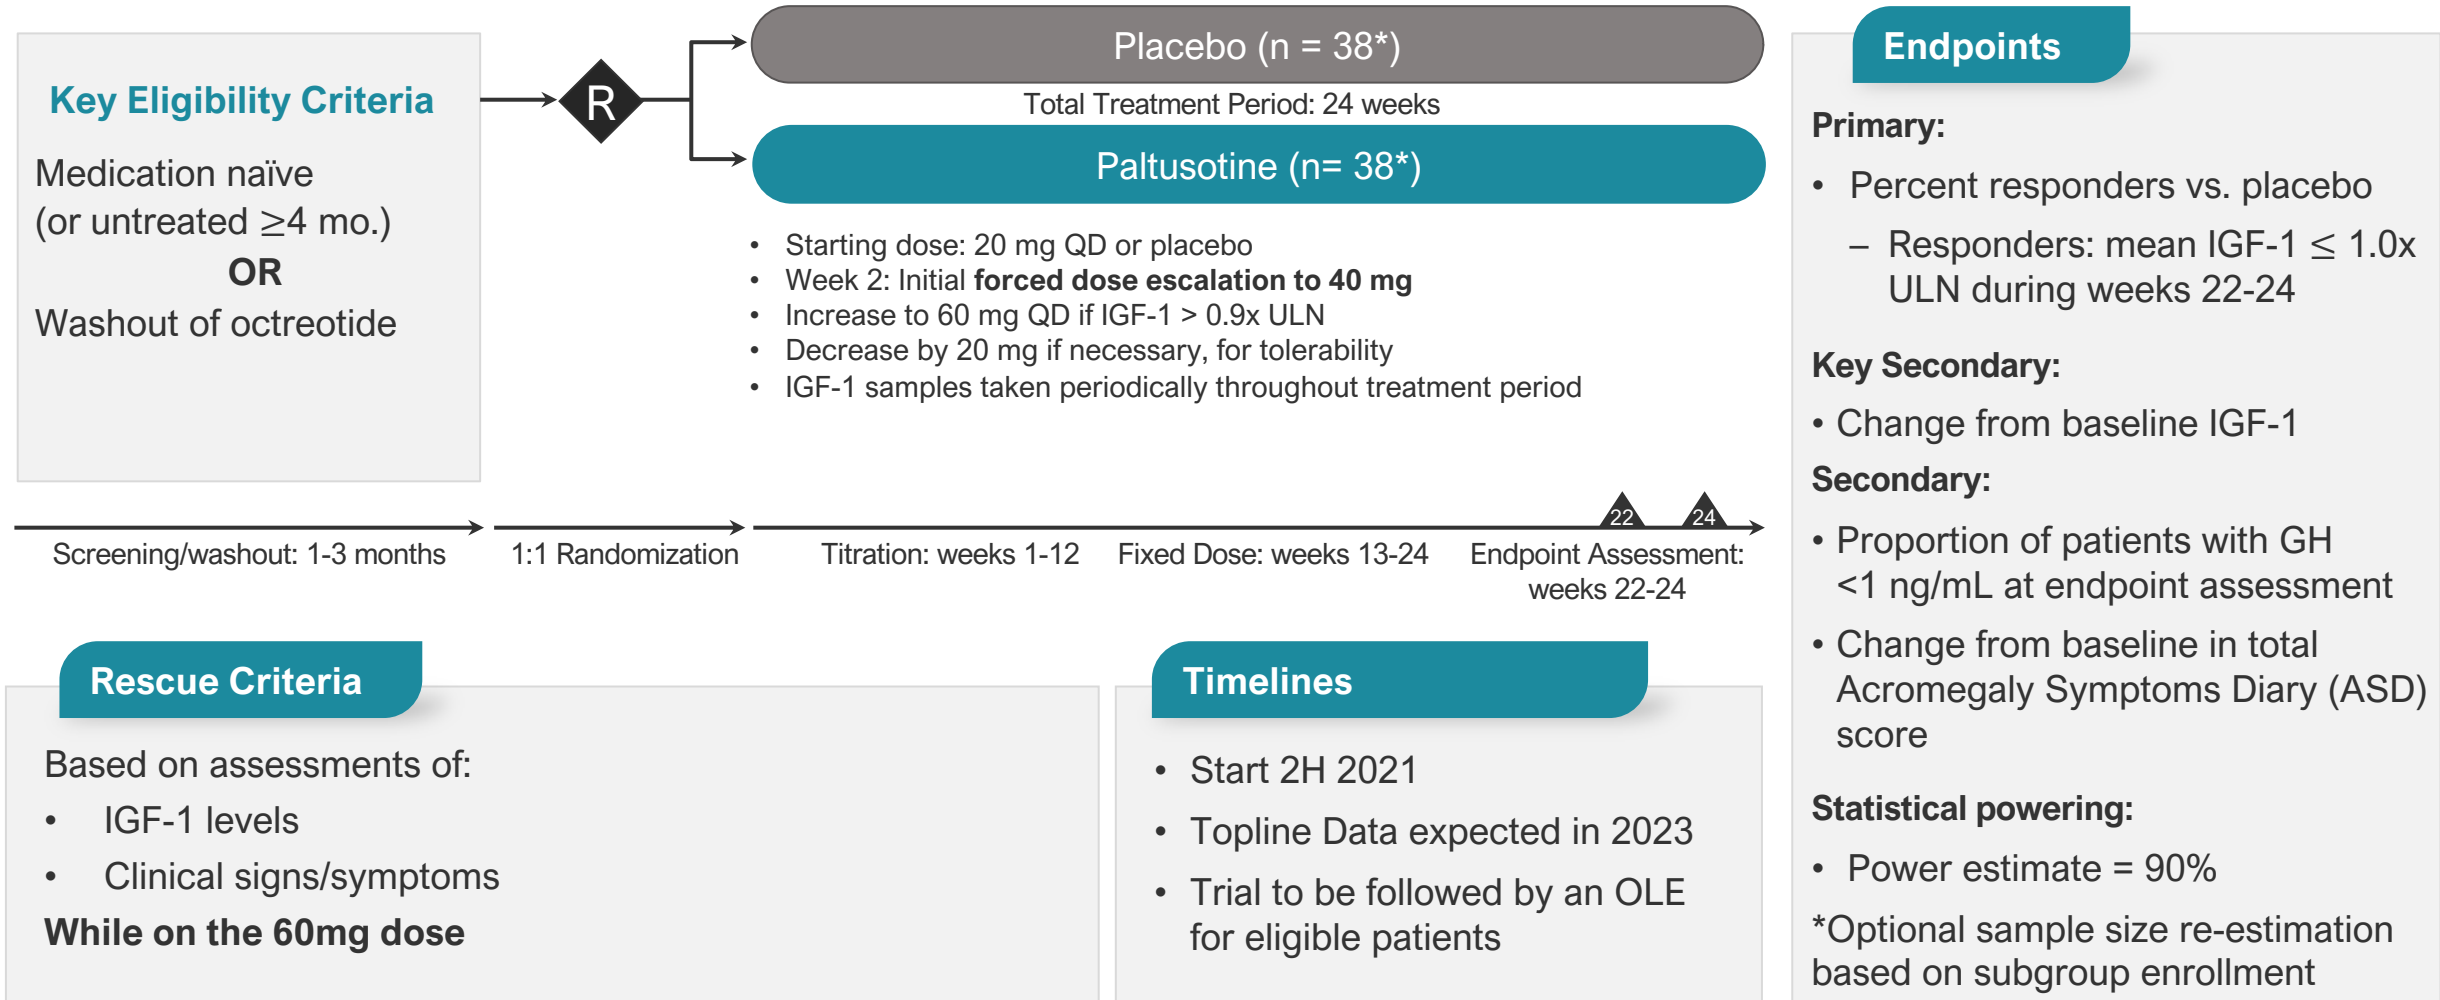 Key Eligibility Criteria
Medication naïve
(or untreated ≥4 mo.)
OR
Washout of octreotide
R
Placebo (n = 38*)
Total Treatment Period: 24 weeks
Paltusotine (n= 38*)
• Starting dose: 20 mg QD or placebo
• Week 2: Initial forced dose escalation to 40 mg
• Increase to 60 mg QD if IGF-1 > 0.9x ULN
• Decrease by 20 mg if necessary, for tolerability
• IGF-1 samples taken periodically throughout treatment period
22
24
Screening/washout: 1-3 months
1:1 Randomization
Titration: weeks 1-12
Fixed Dose: weeks 13-24
Endpoint Assessment:
weeks 22-24
Rescue Criteria
Based on assessments of:
• IGF-1 levels
• Clinical signs/symptoms
While on the 60mg dose
Timelines
• Start 2H 2021
• Topline Data expected in 2023
• Trial to be followed by an OLE
for eligible patients
Endpoints
Primary:
• Percent responders vs. placebo
– Responders: mean IGF-1 ≤ 1.0x
ULN during weeks 22-24
Key Secondary:
• Change from baseline IGF-1
Secondary:
• Proportion of patients with GH
<1 ng/mL at endpoint assessment
• Change from baseline in total
Acromegaly Symptoms Diary (ASD)
score
Statistical powering:
• Power estimate = 90%
*Optional sample size re-estimation
based on subgroup enrollment